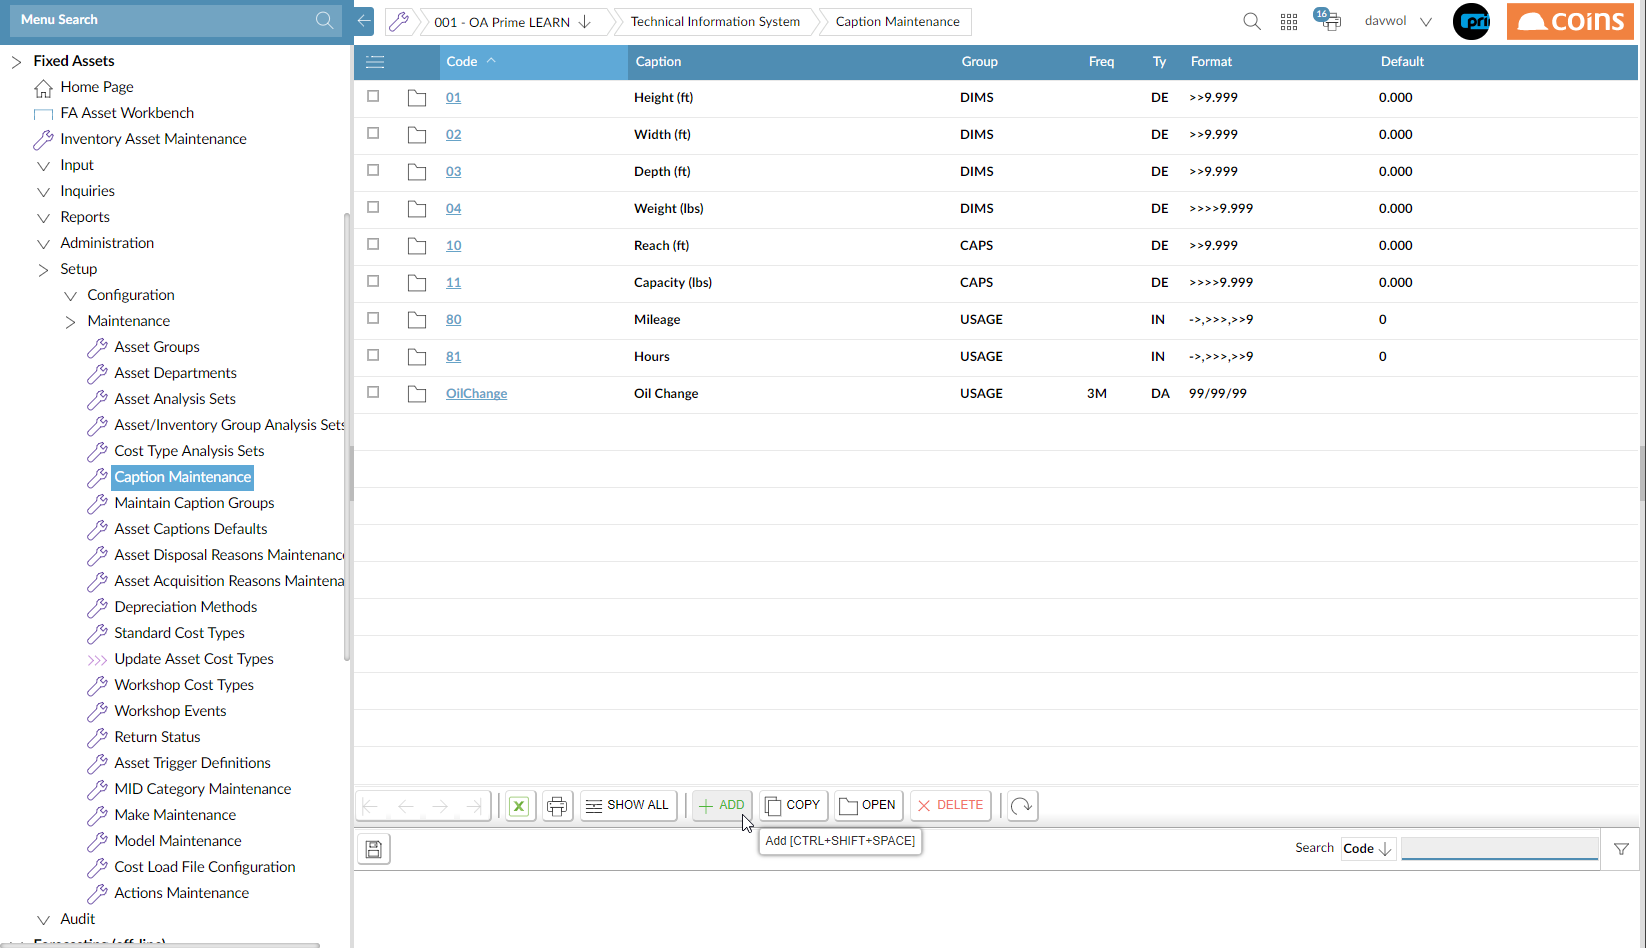 Menu Search
001 - OA Prime LEARN
Technical Information System
Caption Maintenance
16
davwol
pri
coins
Fixed Assets
Home Page
FA Asset Workbench
Inventory Asset Maintenance
Input
Inquiries
Reports
Administration
Setup
Configuration
Maintenance
Asset Groups
Asset Departments
Asset Analysis Sets
Asset/Inventory Group Analysis Sets
Cost Type Analysis Sets
Caption Maintenance
Maintain Caption Groups
Asset Captions Defaults
Asset Disposal Reasons Maintenanc
Asset Acquisition Reasons Maintena
Depreciation Methods
Standard Cost Types
Update Asset Cost Types
Workshop Cost Types
Workshop Events
Return Status
Asset Trigger Definitions
MID Category Maintenance
Make Maintenance
Model Maintenance
Cost Load File Configuration
Actions Maintenance
Audit
Forecasting (off-line)
Code Caption Group Freq Ty Format Default
01 Height (ft) DIMS DE >>9.999 0.000
02 Width (ft) DIMS DE >>9.999 0.000
03 Depth (ft) DIMS DE >>9.999 0.000
04 Weight (lbs) DIMS DE >>>>9.999 0.000
10 Reach (ft) CAPS DE >>9.999 0.000
11 Capacity (lbs) CAPS DE >>>>9.999 0.000
80 Mileage USAGE IN ->,>>>,>>9 0
81 Hours USAGE IN ->,>>>,>>9 0
OilChange Oil Change USAGE 3M DA 99/99/99
SHOW ALL ADD COPY OPEN DELETE
Add [CTRL+SHIFT+SPACE]
Search Code